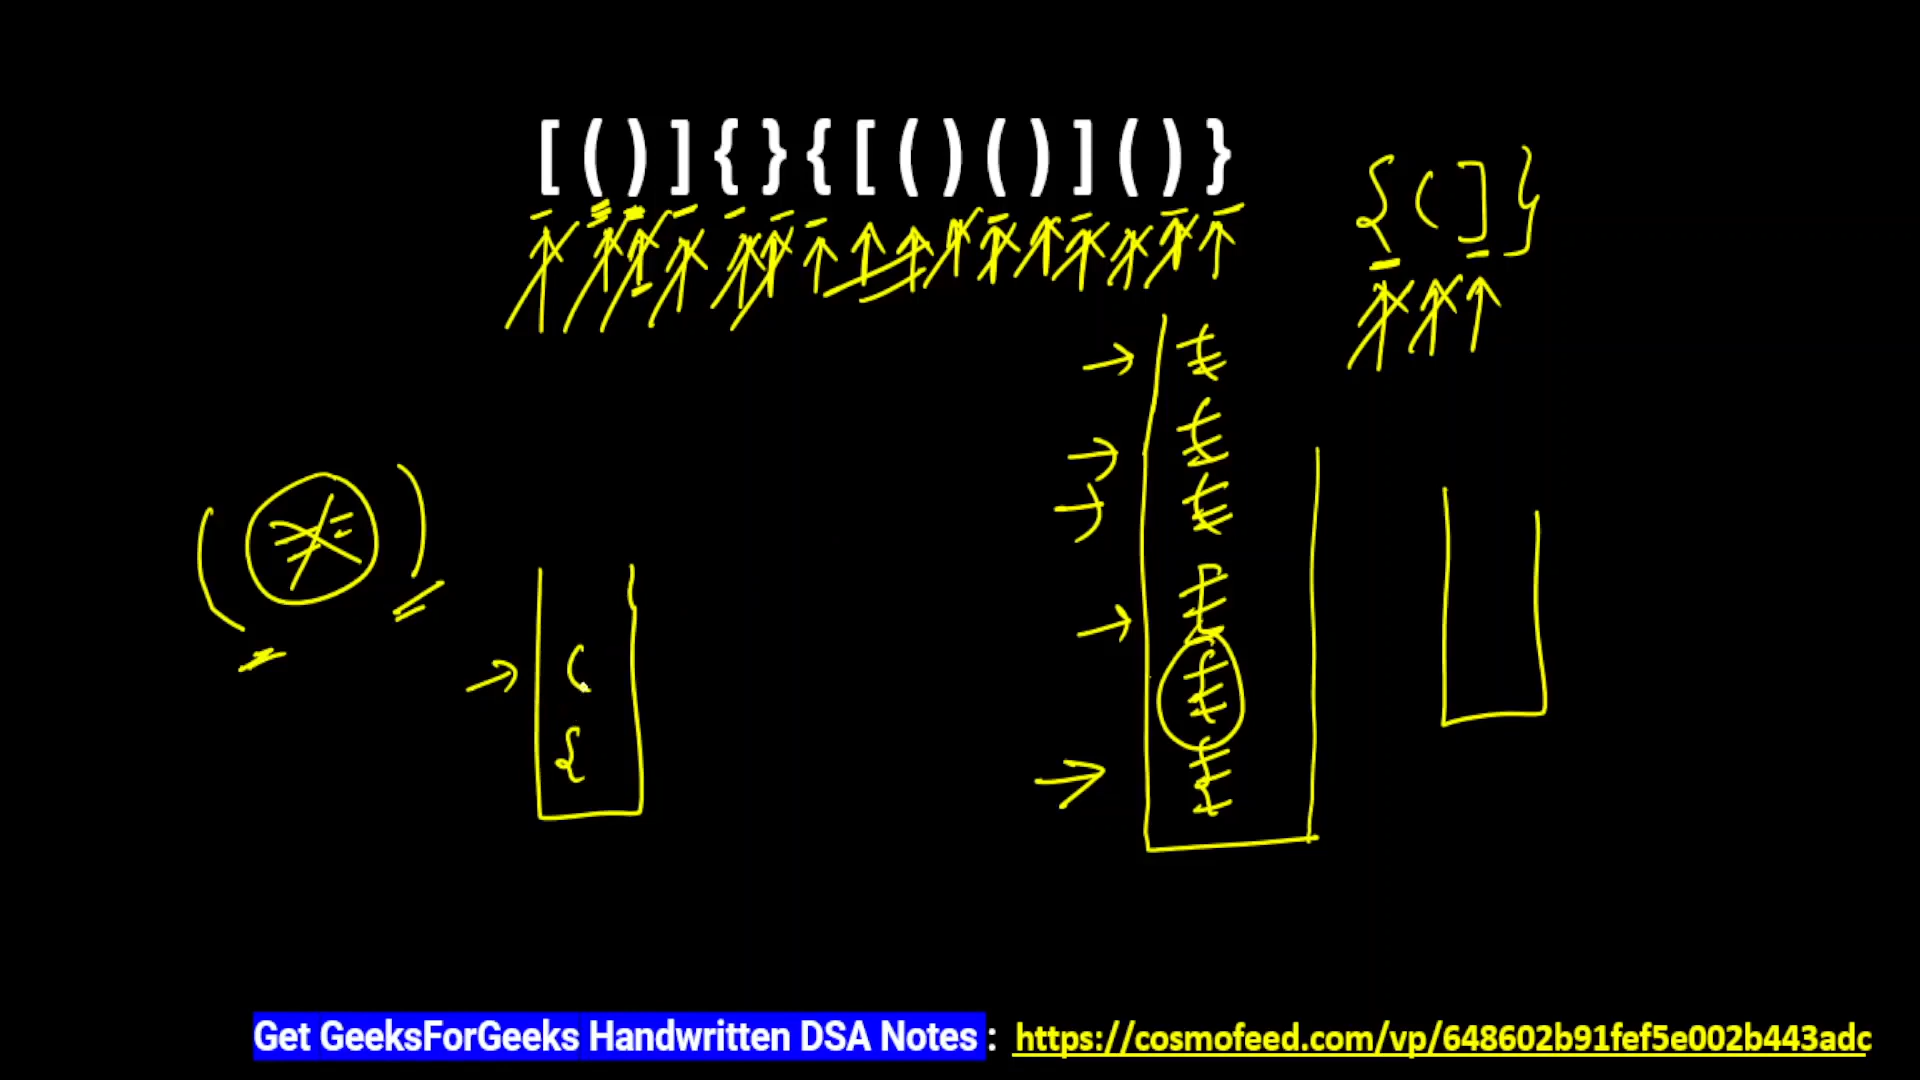 [()]{}{[()()]()}
{(]}
(
{
Get GeeksForGeeks Handwritten DSA Notes : https://cosmofeed.com/vp/648602b91fef5e002b443adc